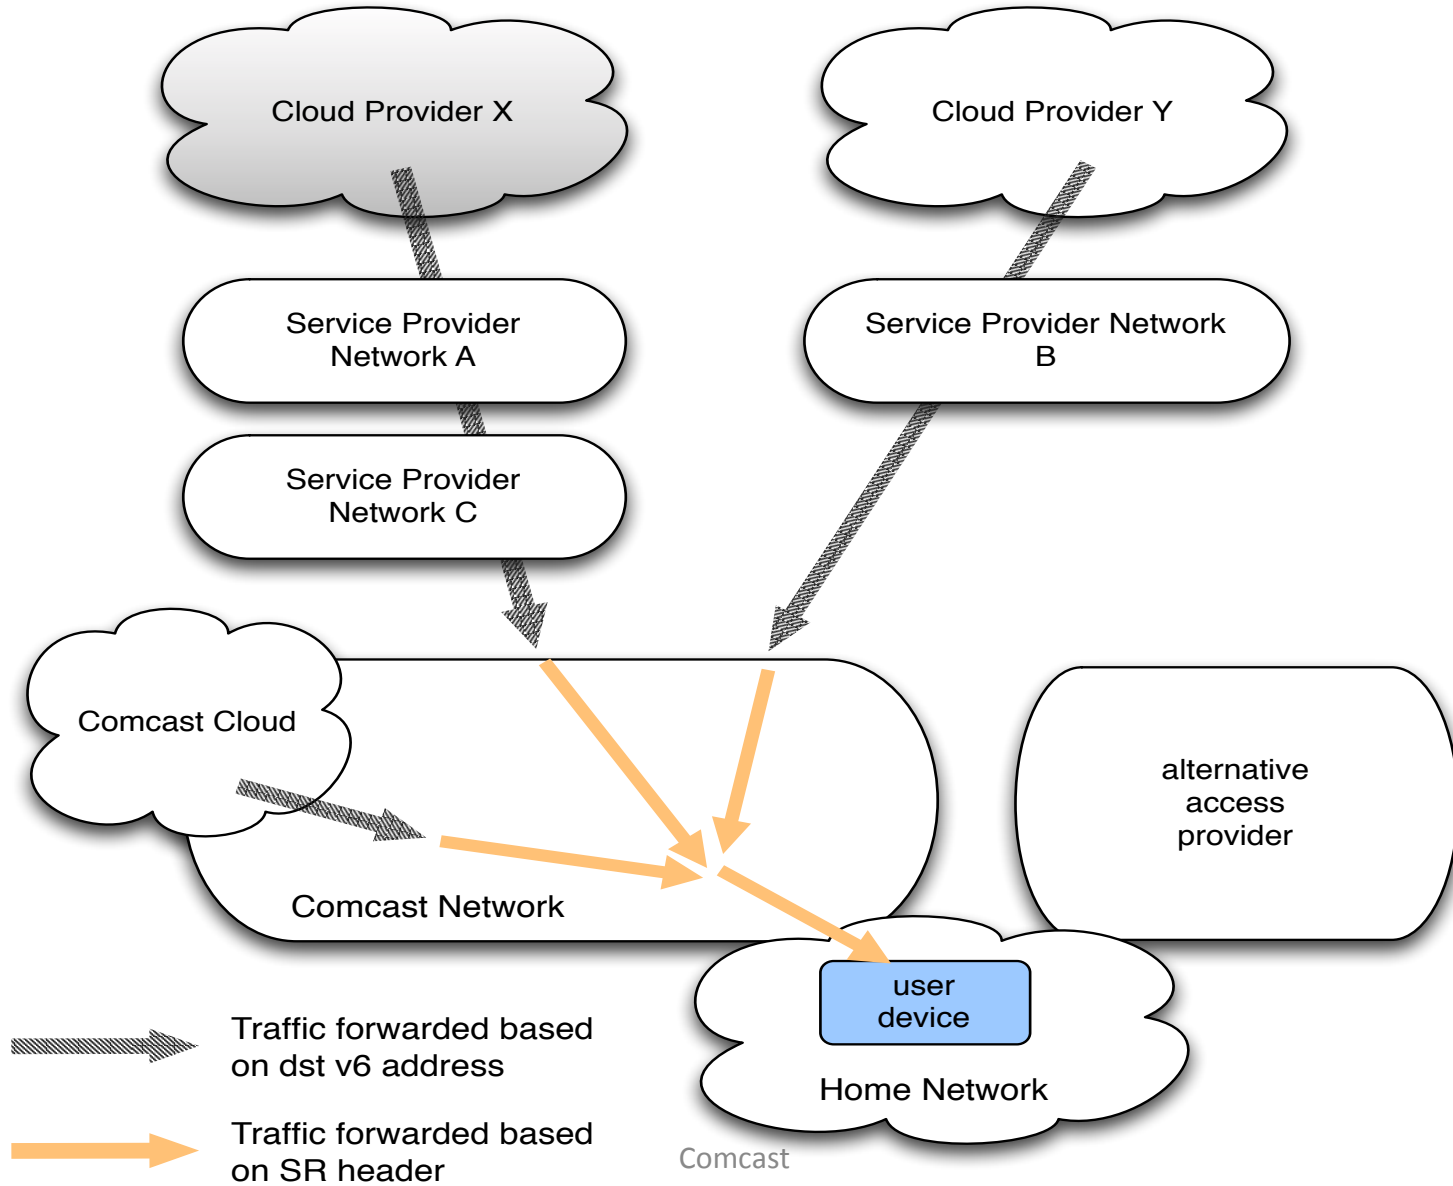 Cloud Provider X
Cloud Provider Y
Service Provider
Network A
Service Provider Network
B
Service Provider
Network C
Comcast Cloud
alternative
access
provider
Comcast Network
user
device
Home Network
Traffic forwarded based
on dst v6 address
Traffic forwarded based
on SR header
Comcast